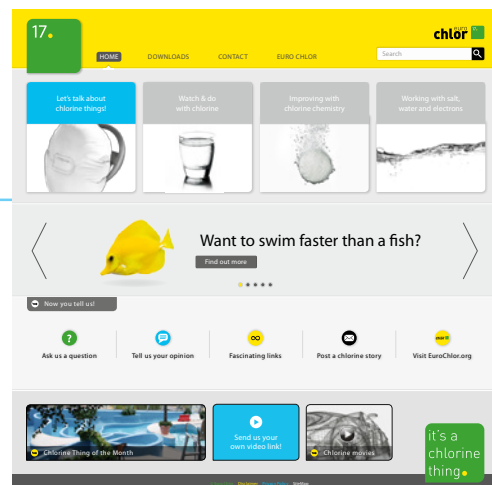 17.
euro
chlor
HOME
DOWNLOADS
CONTACT
EURO CHLOR
Search
Let's talk about
chlorine things!
Watch & do
with chlorine
Improving with
chlorine chemistry
Working with salt,
water and electrons
Want to swim faster than a fish?
Find out more
Now you tell us!
Ask us a question
Tell us your opinion
Fascinating links
Post a chlorine story
Visit EuroChlor.org
Chlorine Thing of the Month
Send us your
own video link!
Chlorine movies
it's a
chlorine
thing.